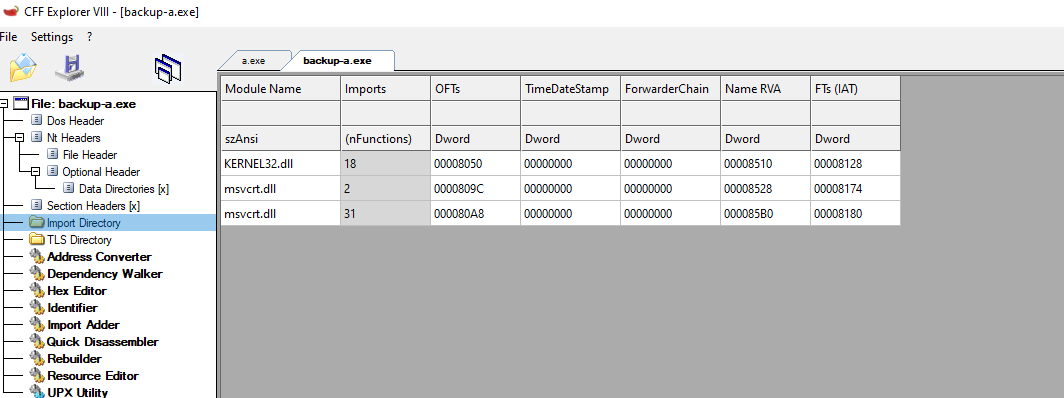 CFF Explorer VIII - [backup-a.exe]
File Settings ?
a.exe backup-a.exe
File: backup-a.exe
Dos Header
Nt Headers
File Header
Optional Header
Data Directories [x]
Section Headers [x]
Import Directory
TLS Directory
Address Converter
Dependency Walker
Hex Editor
Identifier
Import Adder
Quick Disassembler
Rebuilder
Resource Editor
UPX Utility
Module Name Imports OFTs TimeDateStamp ForwarderChain Name RVA FTs (IAT)
szAnsi (nFunctions) Dword Dword Dword Dword Dword
KERNEL32.dll 18 00008050 00000000 00000000 00008510 00008128
msvcrt.dll 2 0000809C 00000000 00000000 00008528 00008174
msvcrt.dll 31 000080A8 00000000 00000000 000085B0 00008180